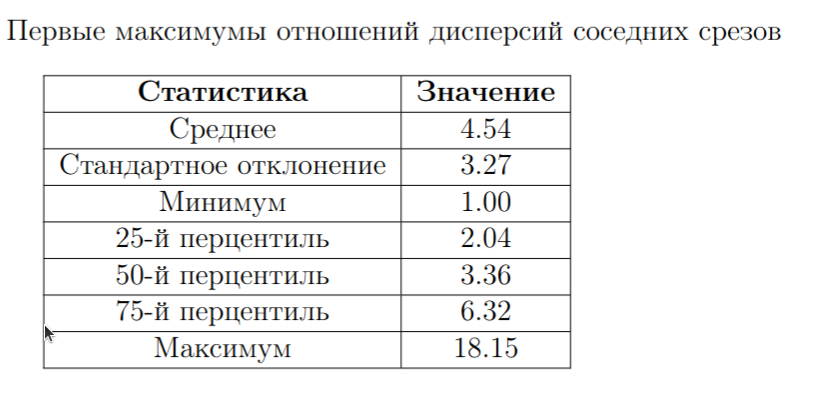 Первые максимумы отношений дисперсий соседних срезов
Статистика Значение
Среднее 4.54
Стандартное отклонение 3.27
Минимум 1.00
25-й перцентиль 2.04
50-й перцентиль 3.36
75-й перцентиль 6.32
Максимум 18.15